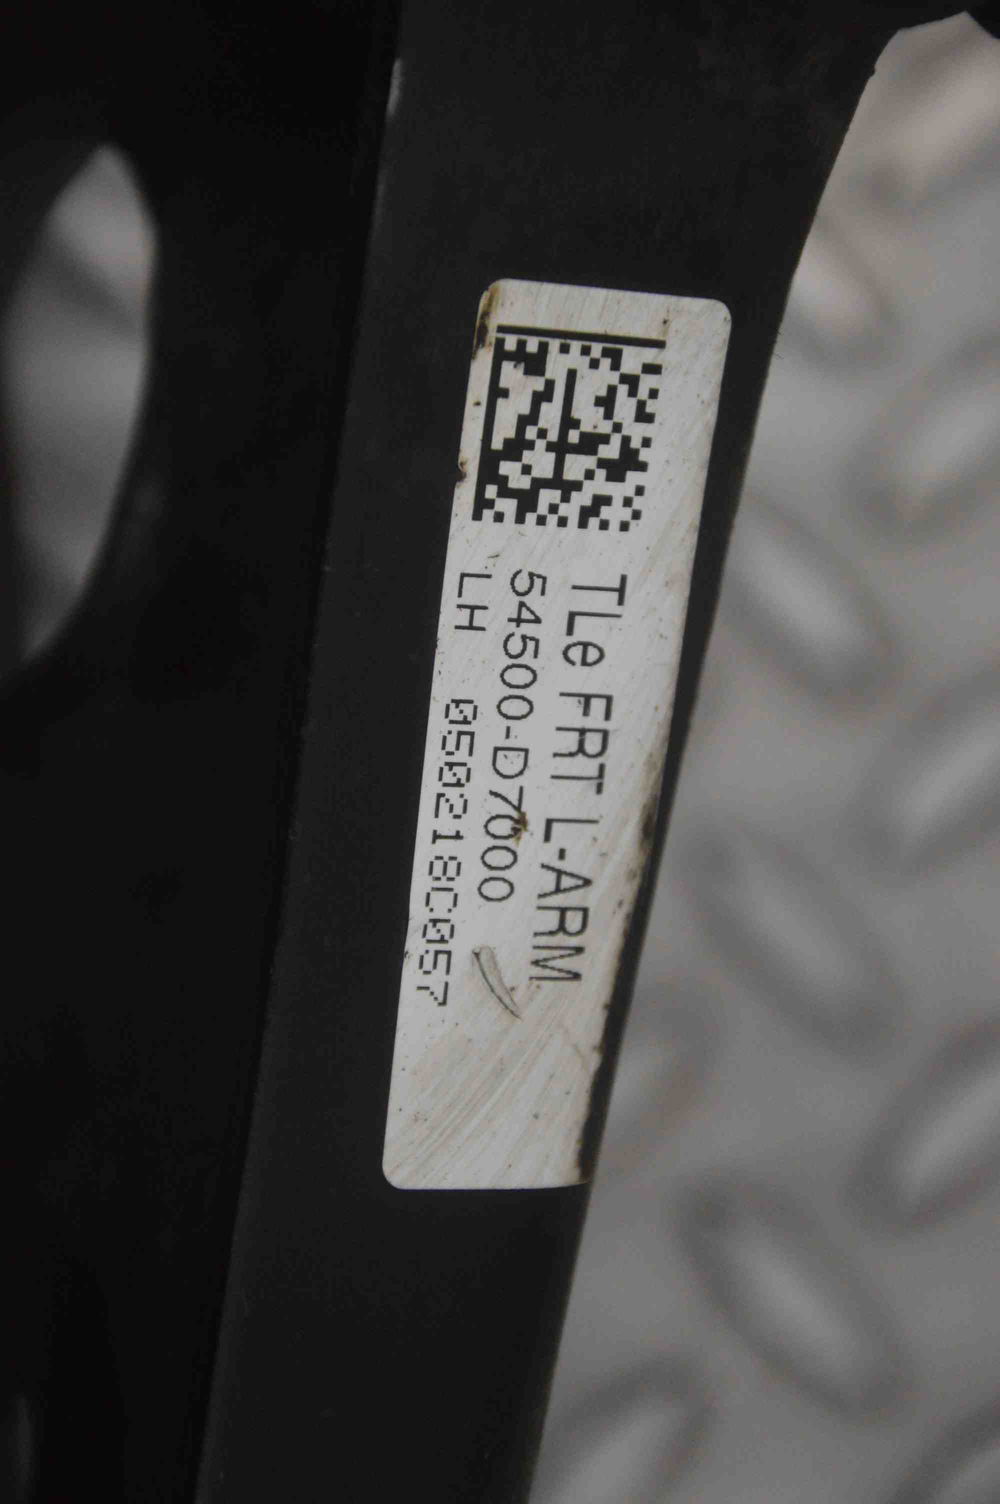 TLe FRT L-ARM
54500-D7000
LH 050218C057